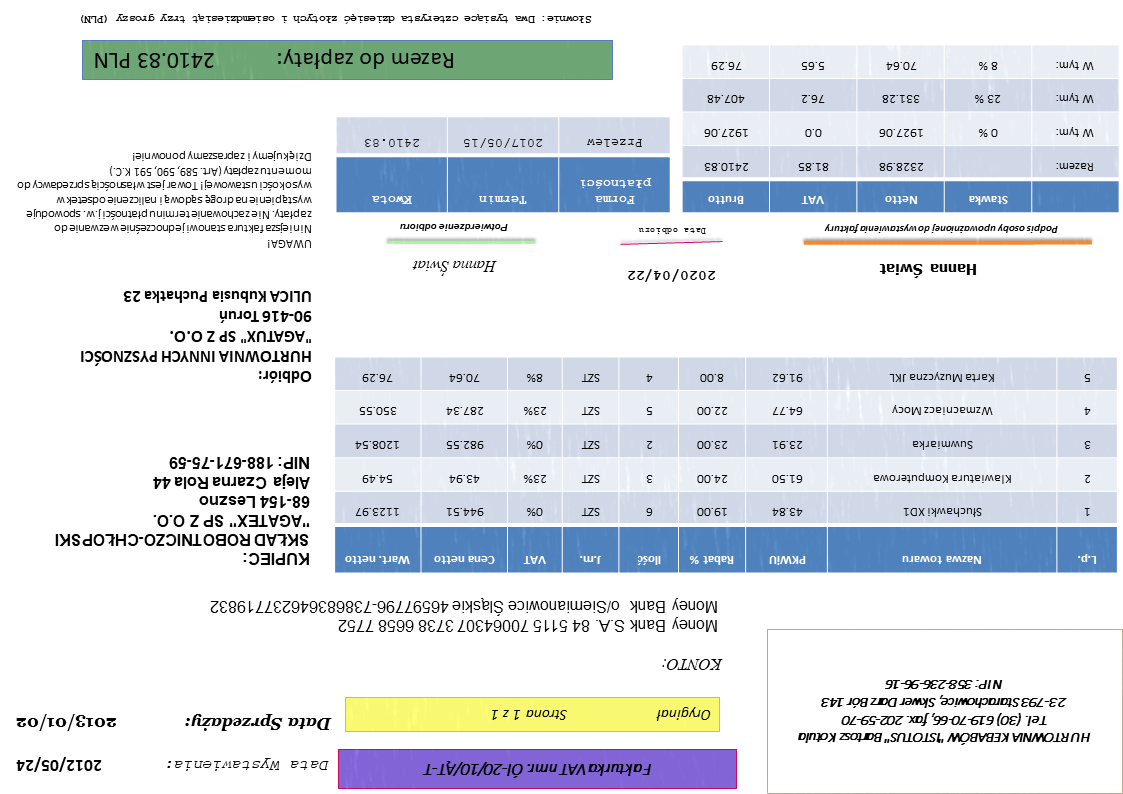 Fakturka VAT nmr.
Data Wystawienia: 2012/05/24
HURTOWNIA KEBABÓW "ISTOTUS" Bartosz Kotula
Tel. (30) 619-70-66, fax. 202-59-70
23-793 Starachowice, Skwer Darz Bór 143
NIP: 358-236-96-16
Oryginał Strona 1 z 1
Data Sprzedaży: 2013/01/02
KONTO:
Money Bank S.A. 84 5115 70064307 3738 6658 7752
Money Bank o/Siemianowice Śląskie 46597796-738683646237719832
L.p. Nazwa towaru PKWiU Rabat % Ilość J.m. VAT Cena netto Wart. netto
1 Słuchawki XD1 43.84 19.00 6 SZT 0% 944.51 1123.97
2 Klawiatura Komputerowa 61.50 24.00 3 SZT 23% 43.94 54.49
3 Suwmiarka 23.91 23.00 2 SZT 0% 982.55 1208.54
4 Wzmacniacz Mocy 64.77 22.00 5 SZT 23% 287.34 350.55
5 Karta Muzyczna JKL 91.62 8.00 4 SZT 8% 70.64 76.29
KUPIEC:
SKŁAD ROBOTNICZO-CHŁOPSKI
"AGATEX" SP Z O.O.
68-154 Leszno
Aleja Czarna Rola 44
NIP: 188-671-75-59
Odbiór:
HURTOWNIA INNYCH PYSZNOŚCI
"AGATUX" SP Z O.O.
90-416 Toruń
ULICA Kubusia Puchatka 23
Hanna Świat
Podpis osoby upoważnionej do wystawienia faktury
2020/04/22
Data odbioru
Hanna Świat
Potwierdzenie odbioru
UWAGA!
Niniejsza faktura stanowi jednocześnie wezwanie do
zapłaty. Nie zachowanie terminu płatności j.w. spowoduje
wystąpienie na drogę sądową i naliczenie odsetek w
wysokości ustawowej! Towar jest własnością sprzedawcy do
momentu zapłaty (Art. 589, 590, 591 K.C.)
Dziękujemy i zapraszamy ponownie!
Stawka Netto VAT Brutto
Razem: 2328.98 81.85 2410.83
W tym: 0 % 1927.06 0.0 1927.06
W tym: 23 % 331.28 76.2 407.48
W tym: 8 % 70.64 5.65 76.29
Forma płatności Termin Kwota
Przelew 2017/05/15 2410.83
Razem do zapłaty: 2410.83 PLN
Słownie: Dwa tysiące czterysta dziesięć złotych i osiemdziesiąt trzy groszy (PLN)